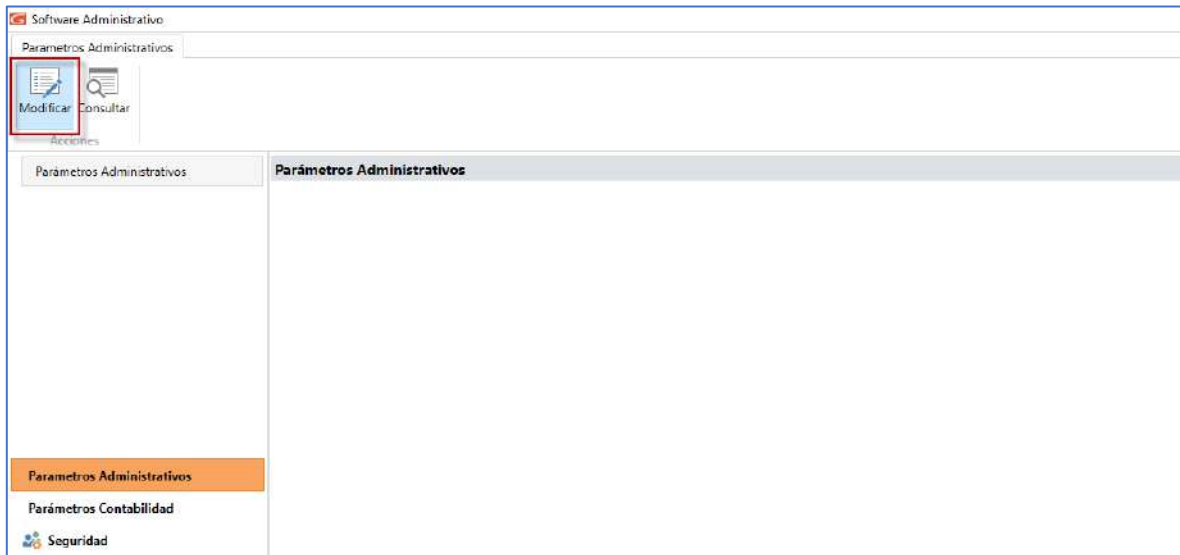 Software Administrativo
Parametros Administrativos
Modificar Consultar
Acciones
Parámetros Administrativos
Parámetros Administrativos
Parametros Administrativos
Parámetros Contabilidad
Seguridad